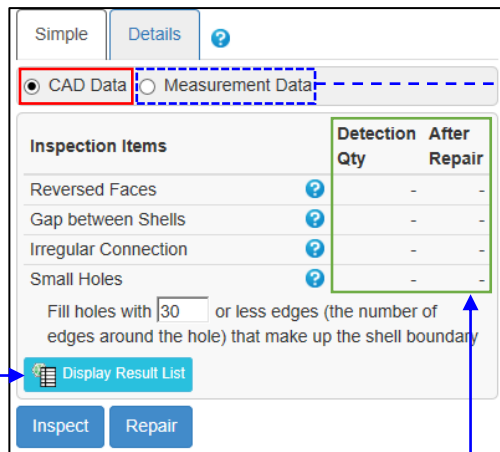 Simple Details
CAD Data Measurement Data
Inspection Items Detection Qty After Repair
Reversed Faces - -
Gap between Shells - -
Irregular Connection - -
Small Holes - -
Fill holes with 30 or less edges (the number of
edges around the hole) that make up the shell boundary
Display Result List
Inspect Repair